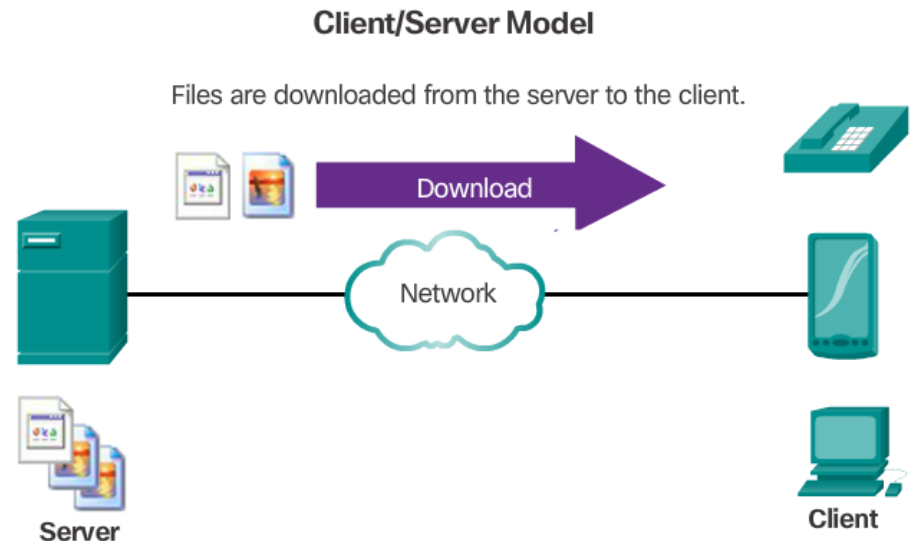 Client/Server Model
Files are downloaded from the server to the client.
Download
Network
Server
Client